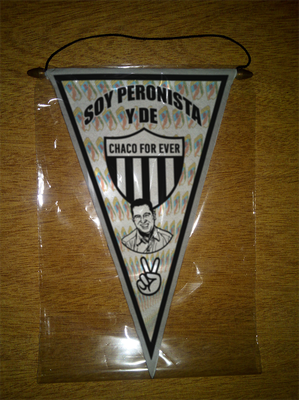 SOY PERONISTA
Y DE
CHACO FOR EVER